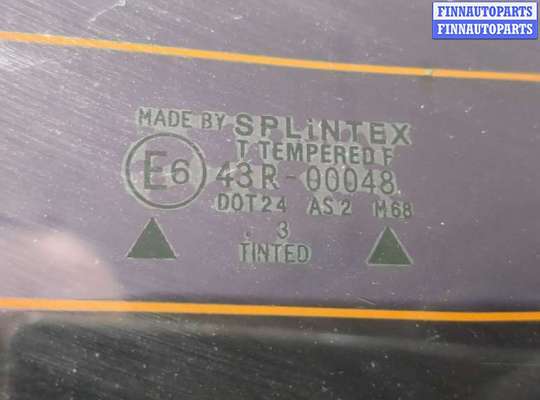 FINNAUTOPARTS
FINNAUTOPARTS
MADE BY SPLiNTEX
T TEMPERED F
E6 43R-00048
DOT24 AS2 M68
. 3
TINTED